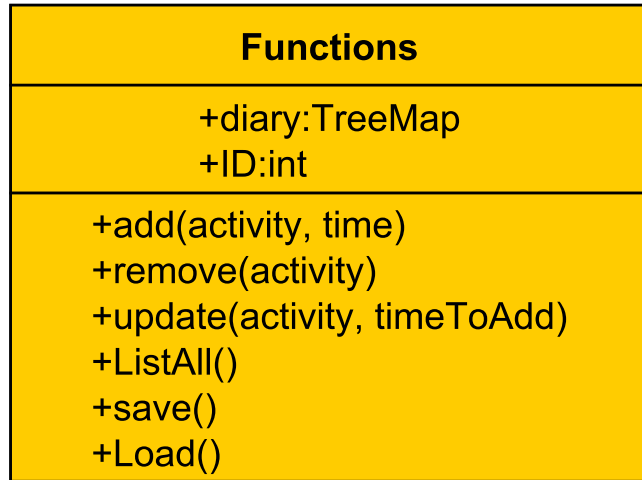 Functions
+diary:TreeMap
+ID:int
+add(activity, time)
+remove(activity)
+update(activity, timeToAdd)
+ListAll()
+save()
+Load()